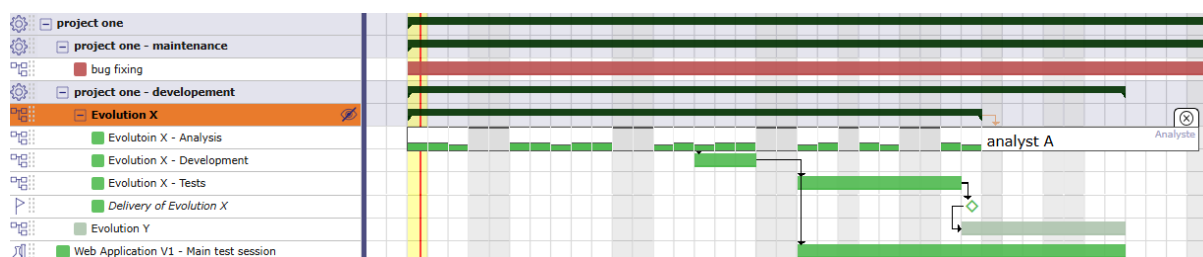 project one
project one - maintenance
bug fixing
project one - developement
Evolution X
Evolutoin X - Analysis
analyst A
Analyste
Evolution X - Development
Evolution X - Tests
Delivery of Evolution X
Evolution Y
Web Application V1 - Main test session